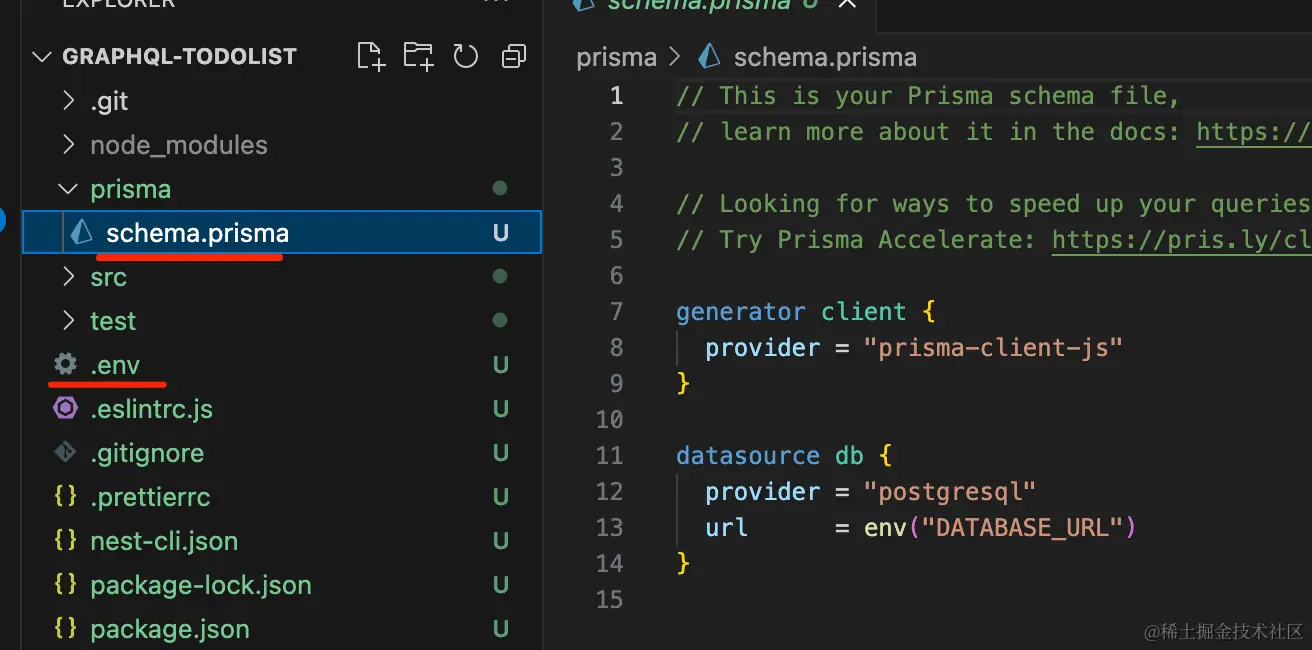 EXPLORER
GRAPHQL-TODOLIST
.git
node_modules
prisma
schema.prisma U
src
test
.env U
.eslintrc.js U
.gitignore U
.prettierrc U
nest-cli.json U
package-lock.json U
package.json U
schema.prisma U
prisma > schema.prisma
1 // This is your Prisma schema file,
2 // learn more about it in the docs: https://
3
4 // Looking for ways to speed up your queries
5 // Try Prisma Accelerate: https://pris.ly/cl
6
7 generator client {
8 provider = "prisma-client-js"
9 }
10
11 datasource db {
12 provider = "postgresql"
13 url = env("DATABASE_URL")
14 }
15
@稀土掘金技术社区